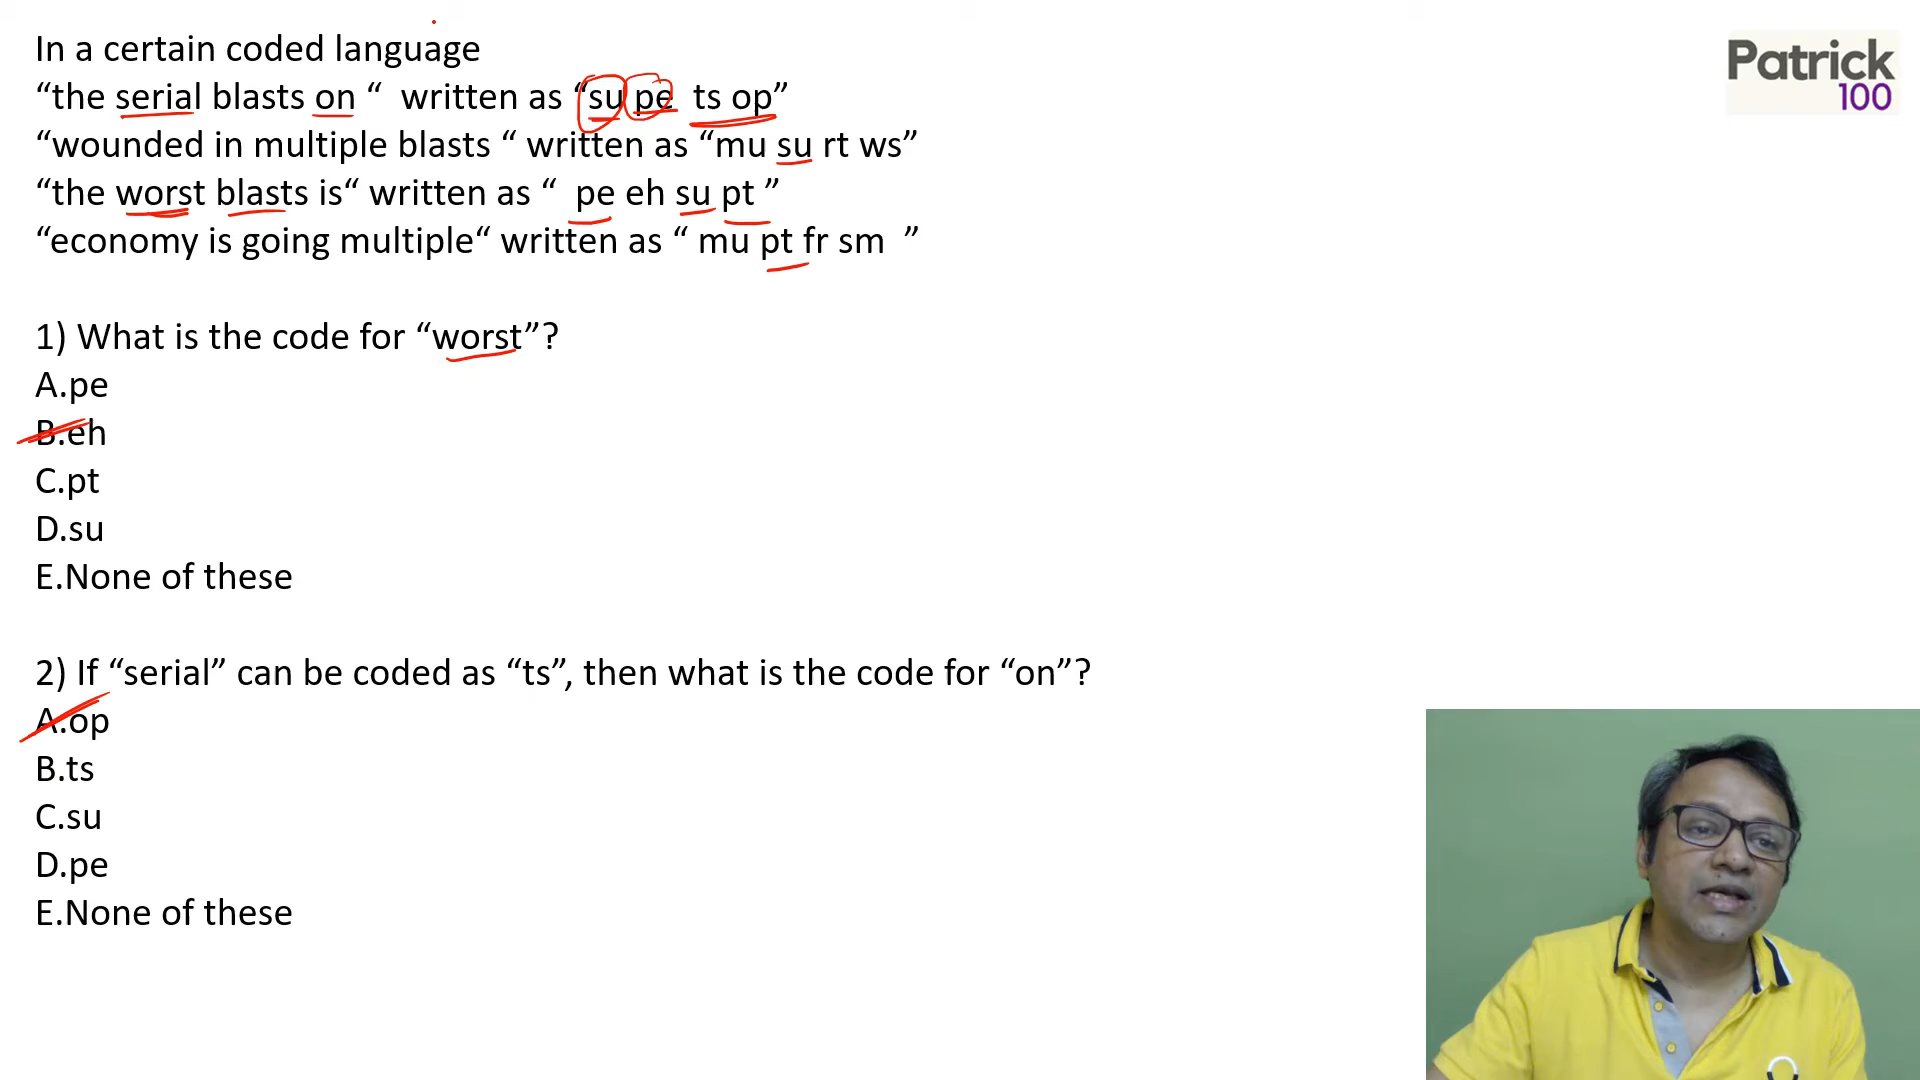 In a certain coded language
“the serial blasts on “  written as “su pe  ts op”
“wounded in multiple blasts “ written as “mu su rt ws”
“the worst blasts is“ written as “  pe eh su pt ”
“economy is going multiple“ written as “ mu pt fr sm  ”
1) What is the code for “worst”?
A.pe
B.eh
C.pt
D.su
E.None of these
2) If “serial” can be coded as “ts”, then what is the code for “on”?
A.op
B.ts
C.su
D.pe
E.None of these
Patrick
100